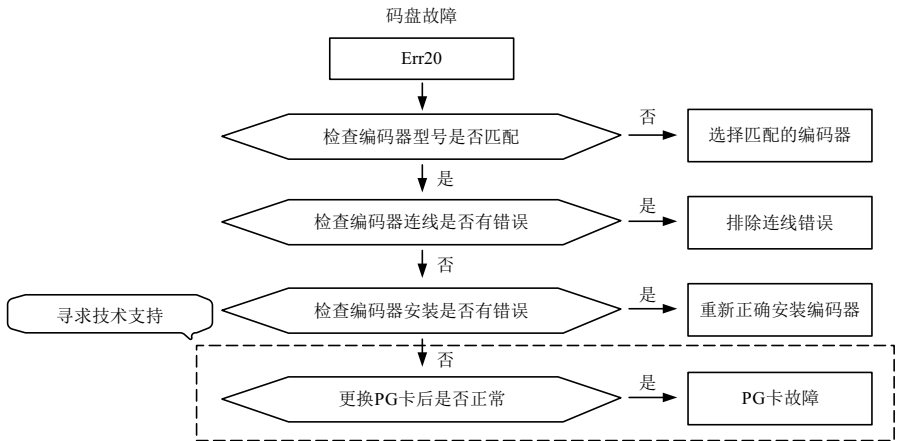 码盘故障
Err20
检查编码器型号是否匹配
否
选择匹配的编码器
是
检查编码器连线是否有错误
是
排除连线错误
否
寻求技术支持
检查编码器安装是否有错误
是
重新正确安装编码器
否
更换PG卡后是否正常
是
PG卡故障